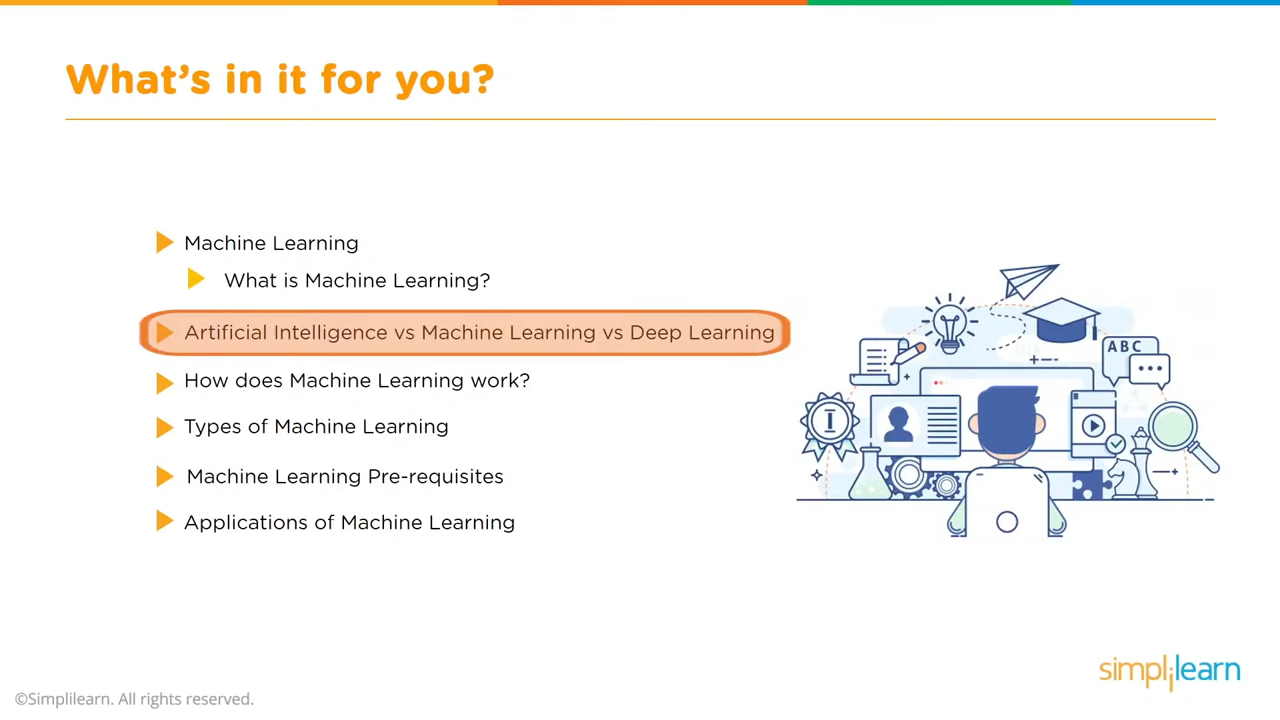 What's in it for you?
Machine Learning
What is Machine Learning?
Artificial Intelligence vs Machine Learning vs Deep Learning
How does Machine Learning work?
Types of Machine Learning
Machine Learning Pre-requisites
Applications of Machine Learning
ABC
simplilearn
©Simplilearn. All rights reserved.